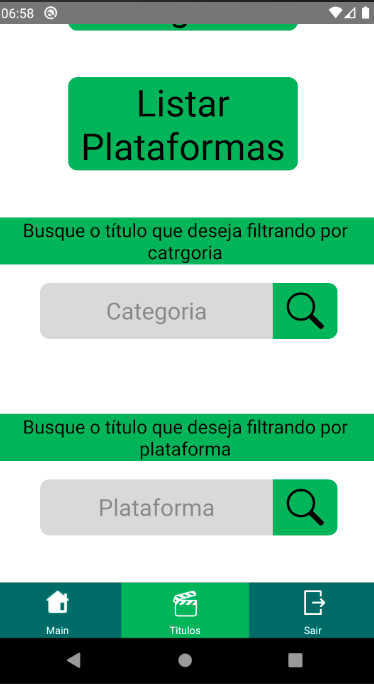 06:58
Listar
Plataformas
Busque o título que deseja filtrando por
catrgoria
Categoria
Busque o título que deseja filtrando por
plataforma
Plataforma
Main
Titulos
Sair